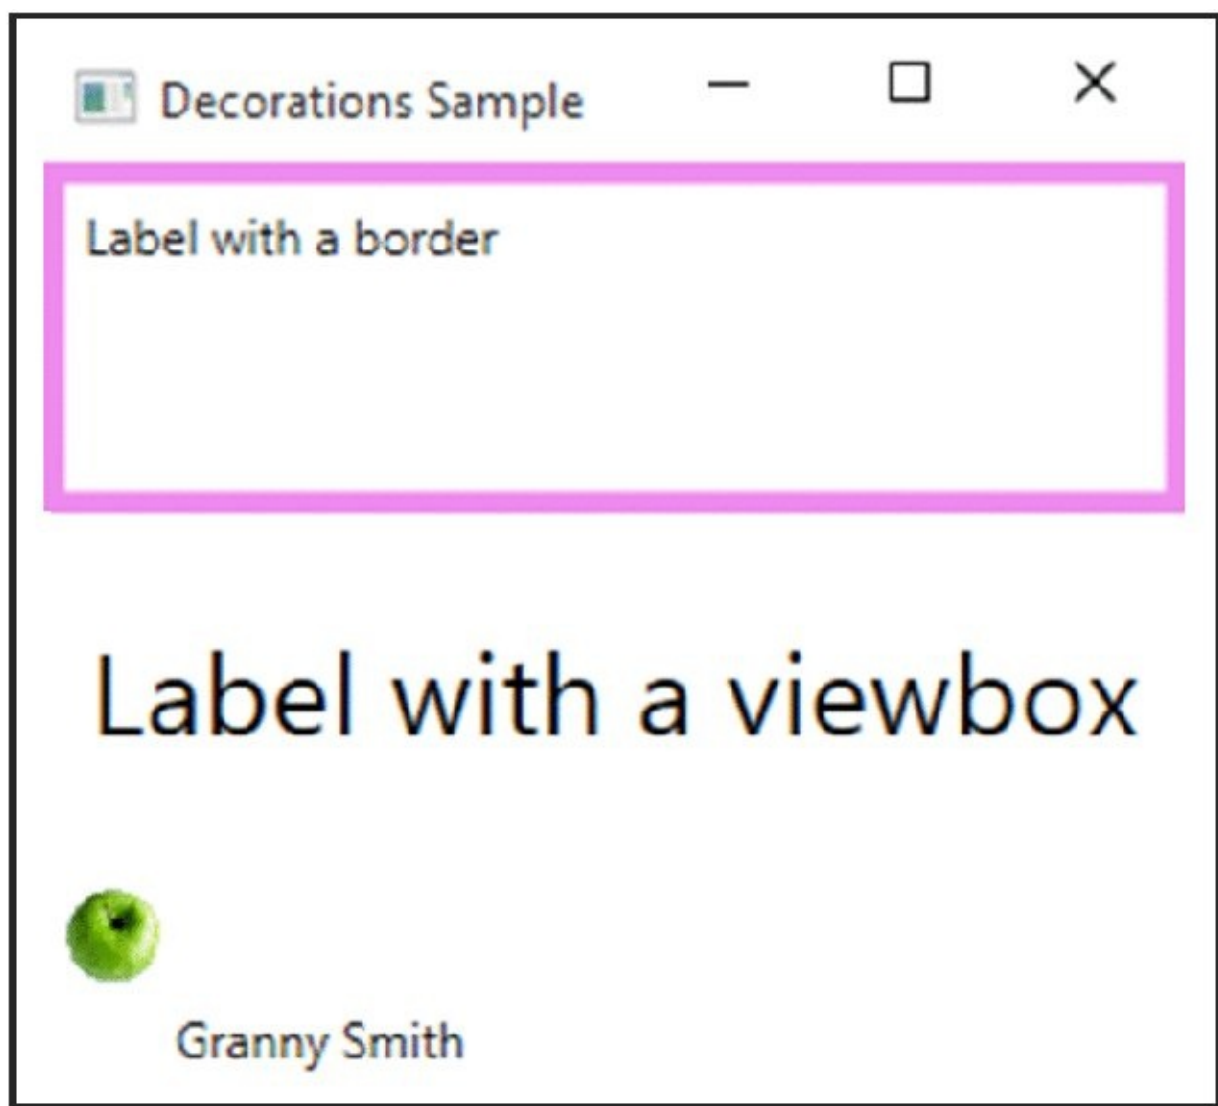 Decorations Sample
Label with a border
Label with a viewbox
Granny Smith